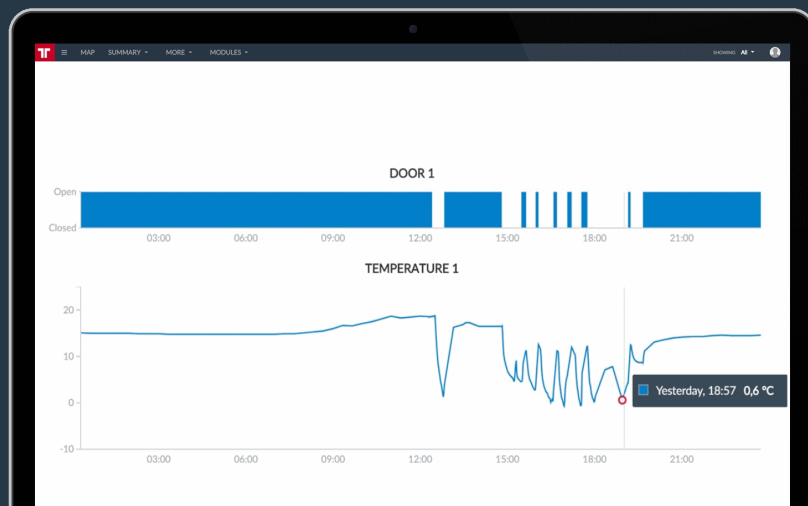 MAP SUMMARY MORE MODULES SHOWING All
DOOR 1
Open
Closed
03:00 06:00 09:00 12:00 15:00 18:00 21:00
TEMPERATURE 1
20
10
Yesterday, 18:57 0,6 °C
0
-10
03:00 06:00 09:00 12:00 15:00 18:00 21:00